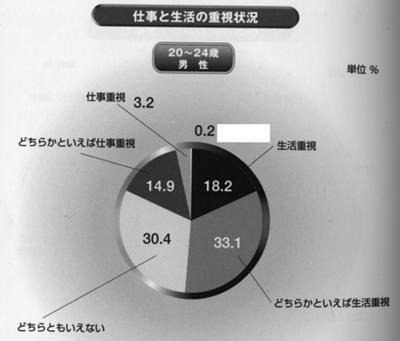 仕事と生活の重視状況
20〜24歳
男 性
単位 %
仕事重視 3.2
0.2
どちらかといえば仕事重視
生活重視
14.9
18.2
30.4
33.1
どちらかといえば生活重視
どちらともいえない